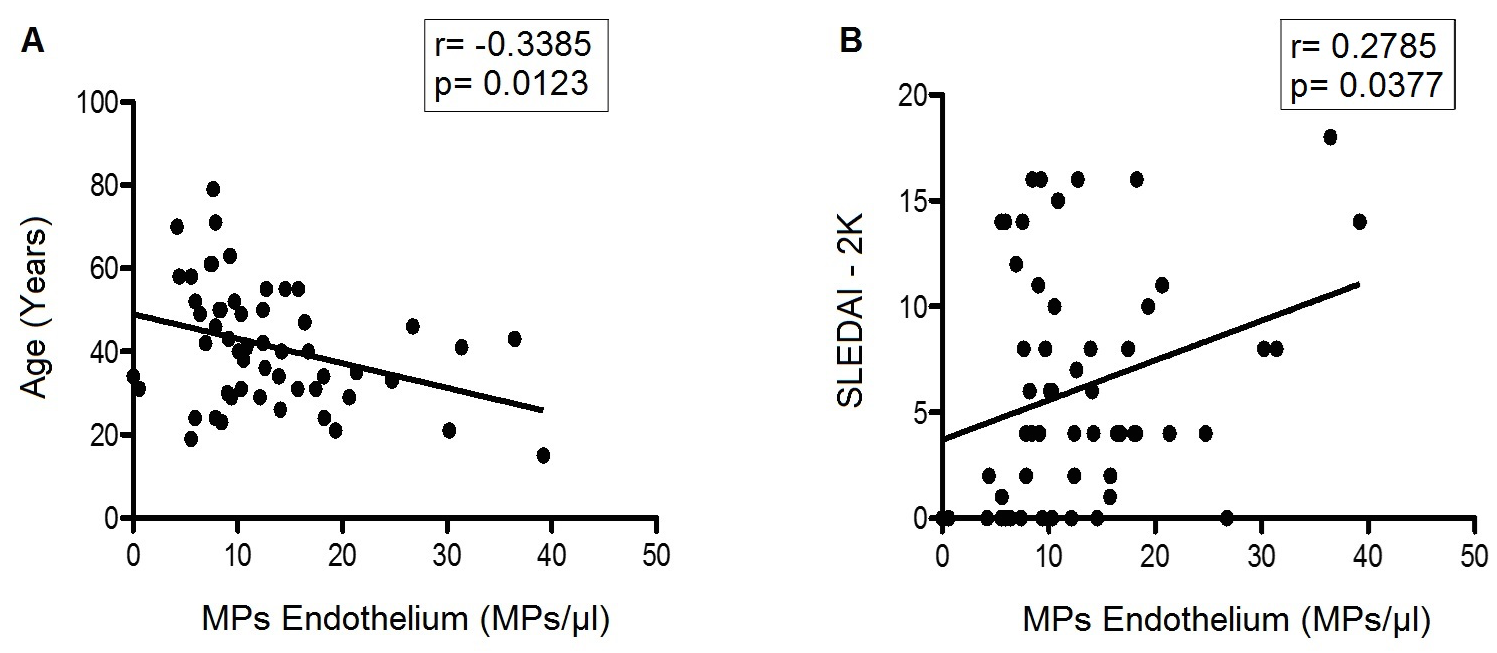 A
r= -0.3385
p= 0.0123
100
80
60
40
20
0
Age (Years)
0 10 20 30 40 50
MPs Endothelium (MPs/µl)
B
r= 0.2785
p= 0.0377
20
15
10
5
0
SLEDAI - 2K
0 10 20 30 40 50
MPs Endothelium (MPs/µl)